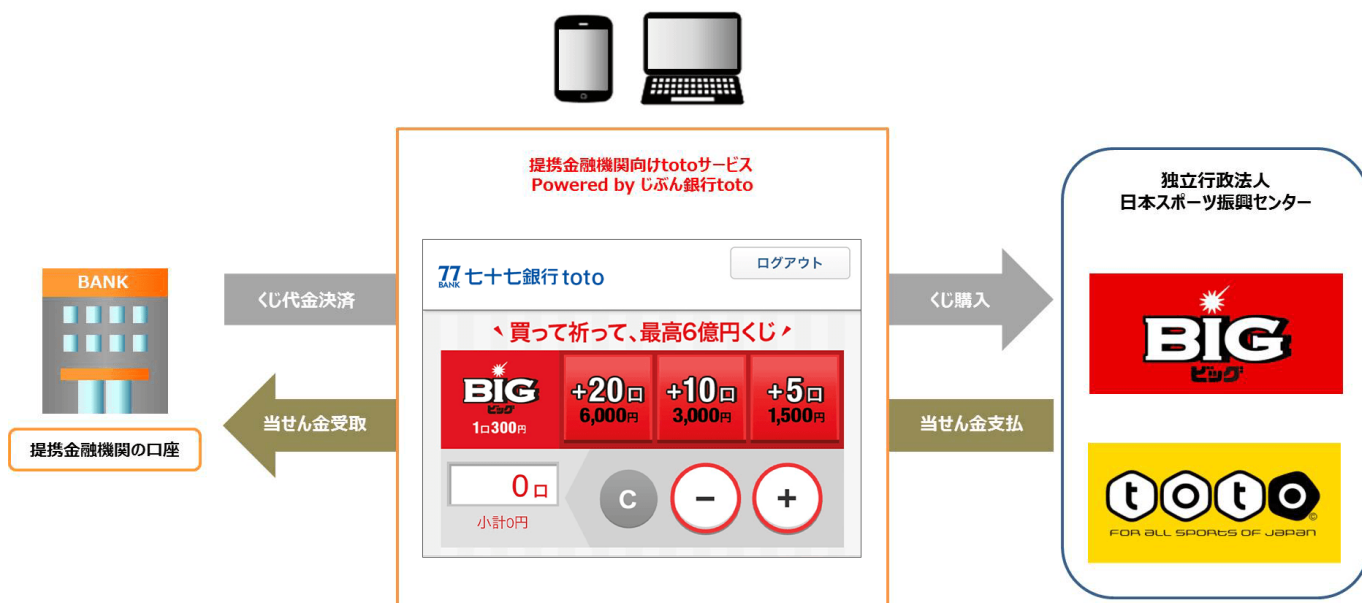 提携金融機関向けtotoサービス
Powered by じぶん銀行toto
独立行政法人
日本スポーツ振興センター
77
BANK
七十七銀行 toto
ログアウト
BANK
くじ代金決済
くじ購入
買って祈って、最高6億円くじ
BIG
ビッグ
1口300円
+20口
6,000円
+10口
3,000円
+5口
1,500円
BIG
ビッグ
当せん金受取
当せん金支払
提携金融機関の口座
0口
小計0円
C
−
+
toto
©
FOR ALL SPORTS OF JAPAN